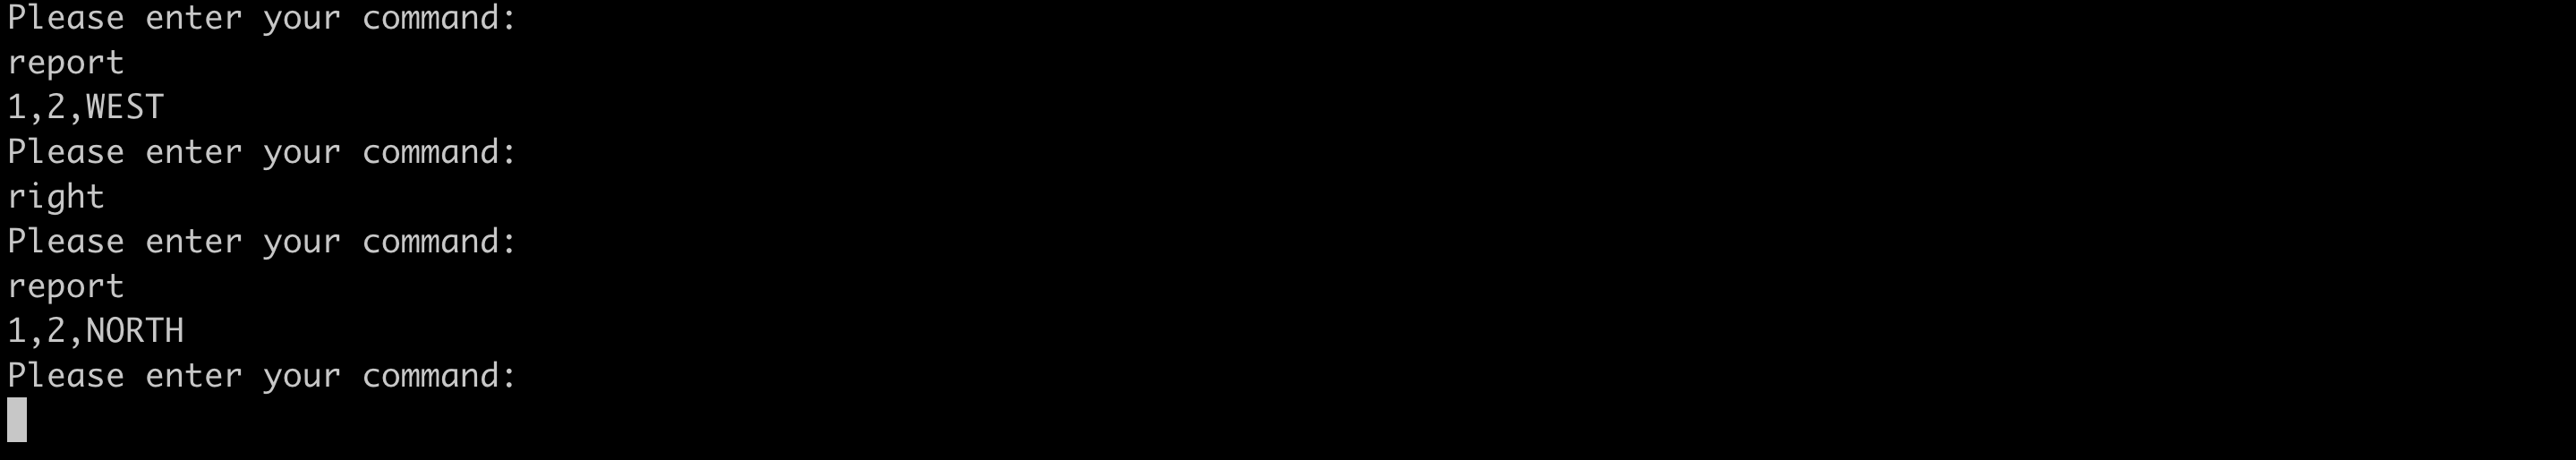 Please enter your command:
report
1,2,WEST
Please enter your command:
right
Please enter your command:
report
1,2,NORTH
Please enter your command: